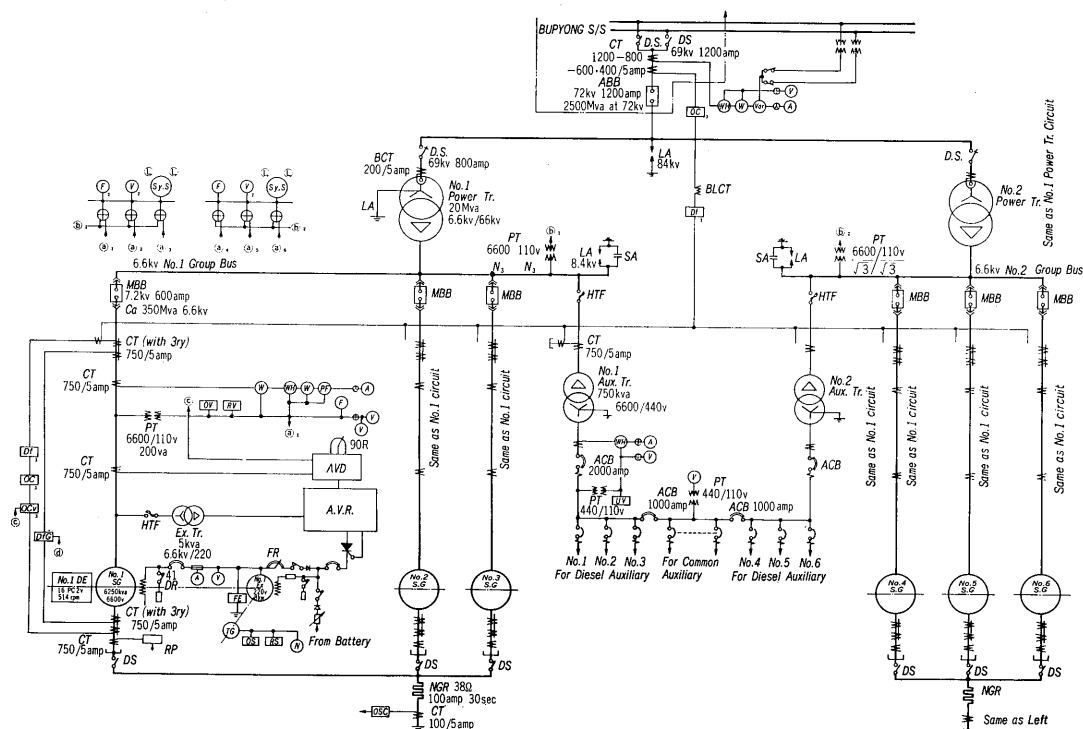 BUPYONG S/S
D.S.
DS
69kv 1200amp
CT
1200-800
-600·400/5amp
ABB
72kv 1200amp
2500Mva at 72kv
OC
WH
W
Var
V
A
LA
84kv
BLCT
D.S.
69kv 800amp
BCT
200/5amp
LA
No.1
Power Tr.
20Mva
6.6kv/66kv
D.S.
No.2
Power Tr.
Same as No.1 Power Tr. Circuit
F
V
Sy.S
F
V
Sy.S
6.6kv No.1 Group Bus
PT
6600 110v
N3 N3
LA
8.4kv
SA
SA
LA
PT
6600/110v
√3/√3
6.6kv No.2 Group Bus
MBB
7.2kv 600amp
Ca 350Mva 6.6kv
MBB
MBB
HTF
HTF
MBB
MBB
MBB
CT (with 3ry)
750/5amp
CT
750/5amp
W
WH
W
PF
A
OV
RV
F
V
V
PT
6600/110v
200va
90R
AVD
CT
750/5amp
A.V.R.
HTF
Ex. Tr.
5kva
6.6kv/220
DI
OC
OCv
DIG
CT
750/5amp
No.1
Aux. Tr.
750kva
6600/440v
No.2
Aux. Tr.
Same as No.1 circuit
Same as No.1 circuit
Same as No.1 circuit
Same as No.1 circuit
Same as No.1 circuit
WH
A
V
ACB
2000amp
PT
440/110v
UV
ACB
1000amp
V
PT
440/110v
ACB 1000amp
ACB
No.1 No.2 No.3
For Diesel Auxiliary
For Common
Auxiliary
No.4 No.5 No.6
For Diesel Auxiliary
No.1 DE
16 PC2V
514 rpm
No.1
SG
6250kva
6600v
41
DR
A
V
FR
FE
No.1
Ex
220v
TG
OS
RS
N
From Battery
CT (with 3ry)
750/5amp
CT
750/5amp
RP
DS
No.2
S.G
No.3
S.G
No.4
S.G
No.5
S.G
No.6
S.G
DS
DS
DS
DS
DS
NGR 38Ω
100amp 30sec
CT
100/5amp
OSC
NGR
Same as Left